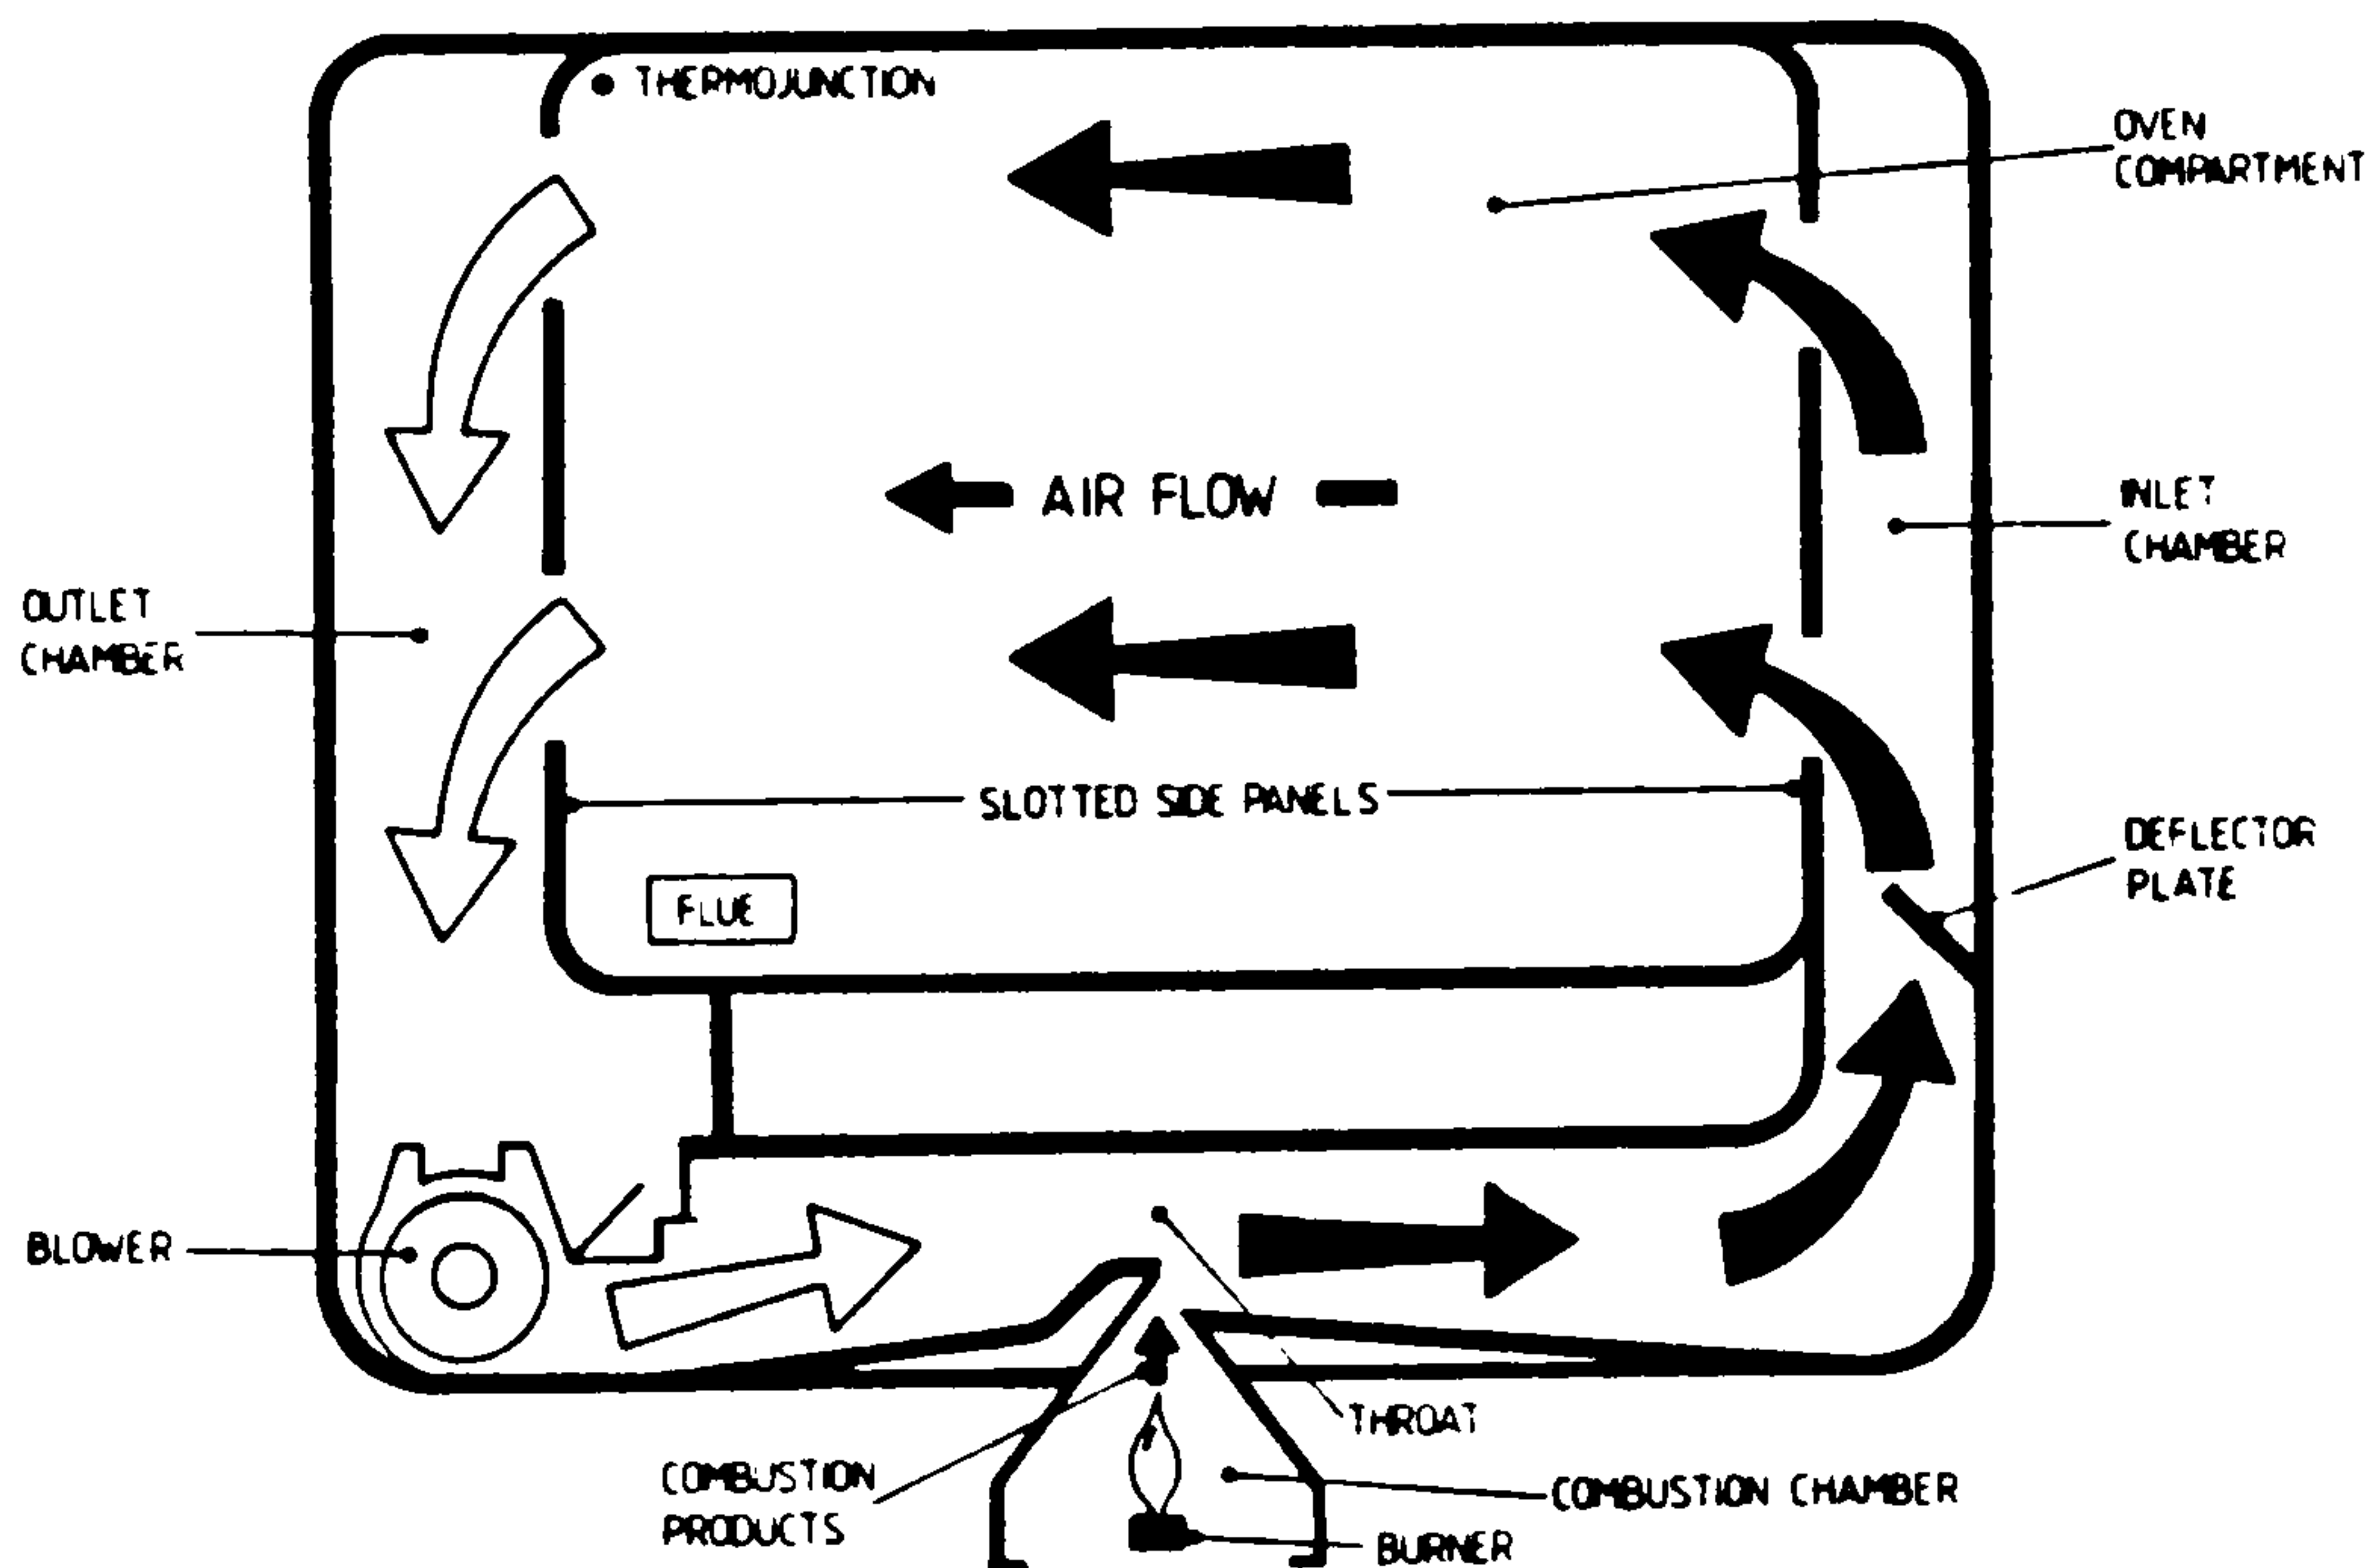 THERMOJUNCTION
OVEN
COMPARTMENT
AIR FLOW
INLET
CHAMBER
OUTLET
CHAMBER
SLOTTED SIDE PANELS
DEFLECTOR
PLATE
FLUE
BLOWER
THROAT
COMBUSTION
PRODUCTS
COMBUSTION CHAMBER
BURNER